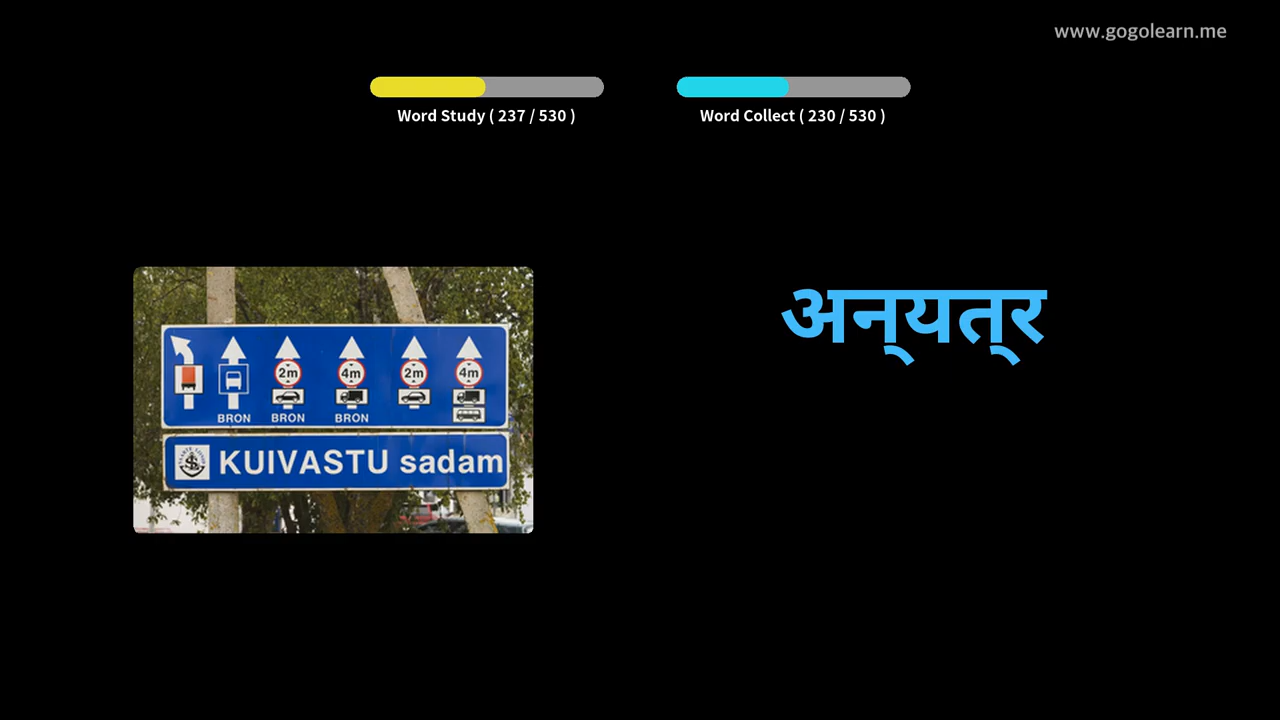 www.gogolearn.me
Word Study ( 237 / 530 )
Word Collect ( 230 / 530 )
अन्‌यत्‌र
2m 4m 2m 4m
BRON BRON BRON
KUIVASTU sadam